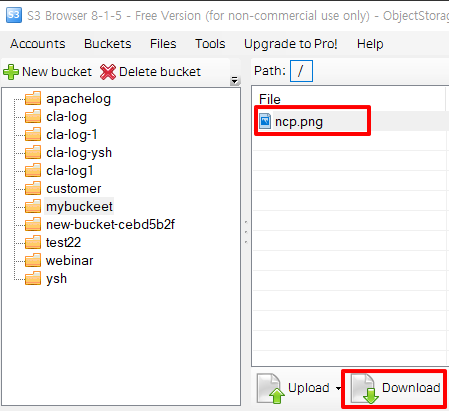 S3 S3 Browser 8-1-5 - Free Version (for non-commercial use only) - ObjectStorag
Accounts Buckets Files Tools Upgrade to Pro! Help
New bucket Delete bucket
apachelog
cla-log
cla-log-1
cla-log-ysh
cla-log1
customer
mybuckeet
new-bucket-cebd5b2f
test22
webinar
ysh
Path: /
File
ncp.png
Upload Download